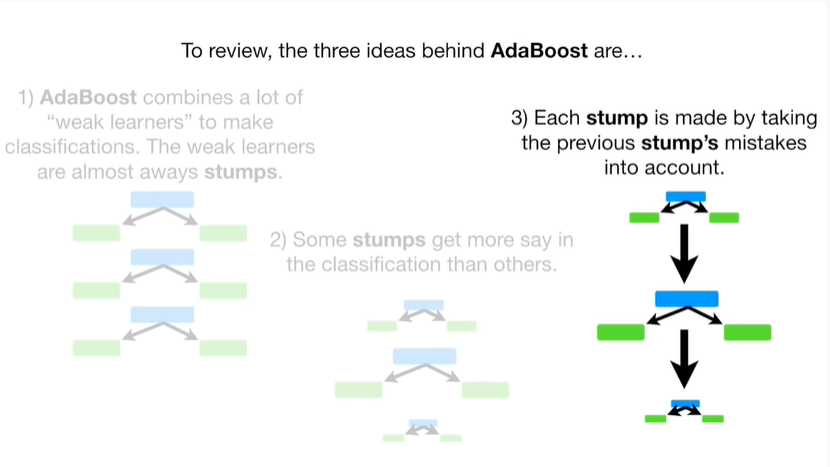 To review, the three ideas behind AdaBoost are…
1) AdaBoost combines a lot of
“weak learners” to make
classifications. The weak learners
are almost aways stumps.
2) Some stumps get more say in
the classification than others.
3) Each stump is made by taking
the previous stump’s mistakes
into account.